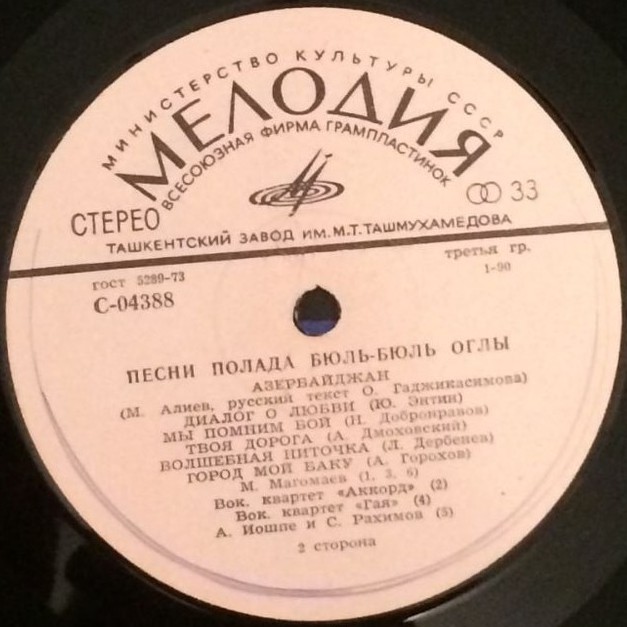 МИНИСТЕРСТВО КУЛЬТУРЫ СССР
МЕЛОДИЯ
ВСЕСОЮЗНАЯ ФИРМА ГРАМПЛАСТИНОК
СТЕРЕО
33
ТАШКЕНТСКИЙ ЗАВОД ИМ. М.Т. ТАШМУХАМЕДОВА
ГОСТ 5289-73
третья гр.
С-04388
1-90
ПЕСНИ ПОЛАДА БЮЛЬ-БЮЛЬ ОГЛЫ
АЗЕРБАЙДЖАН
(М. Алиев, русский текст О. Гаджикасимова)
ДИАЛОГ О ЛЮБВИ (Ю. Энтин)
МЫ ПОМНИМ БОЙ (Н. Добронравов)
ТВОЯ ДОРОГА (А. Дмоховский)
ВОЛШЕБНАЯ НИТОЧКА (Л. Дербенев)
ГОРОД МОЙ БАКУ (А. Горохов)
М. Магомаев (1, 3, 6)
Вок. квартет «Аккорд» (2)
Вок. квартет «Гая» (4)
А. Иошпе и С. Рахимов (5)
2 сторона